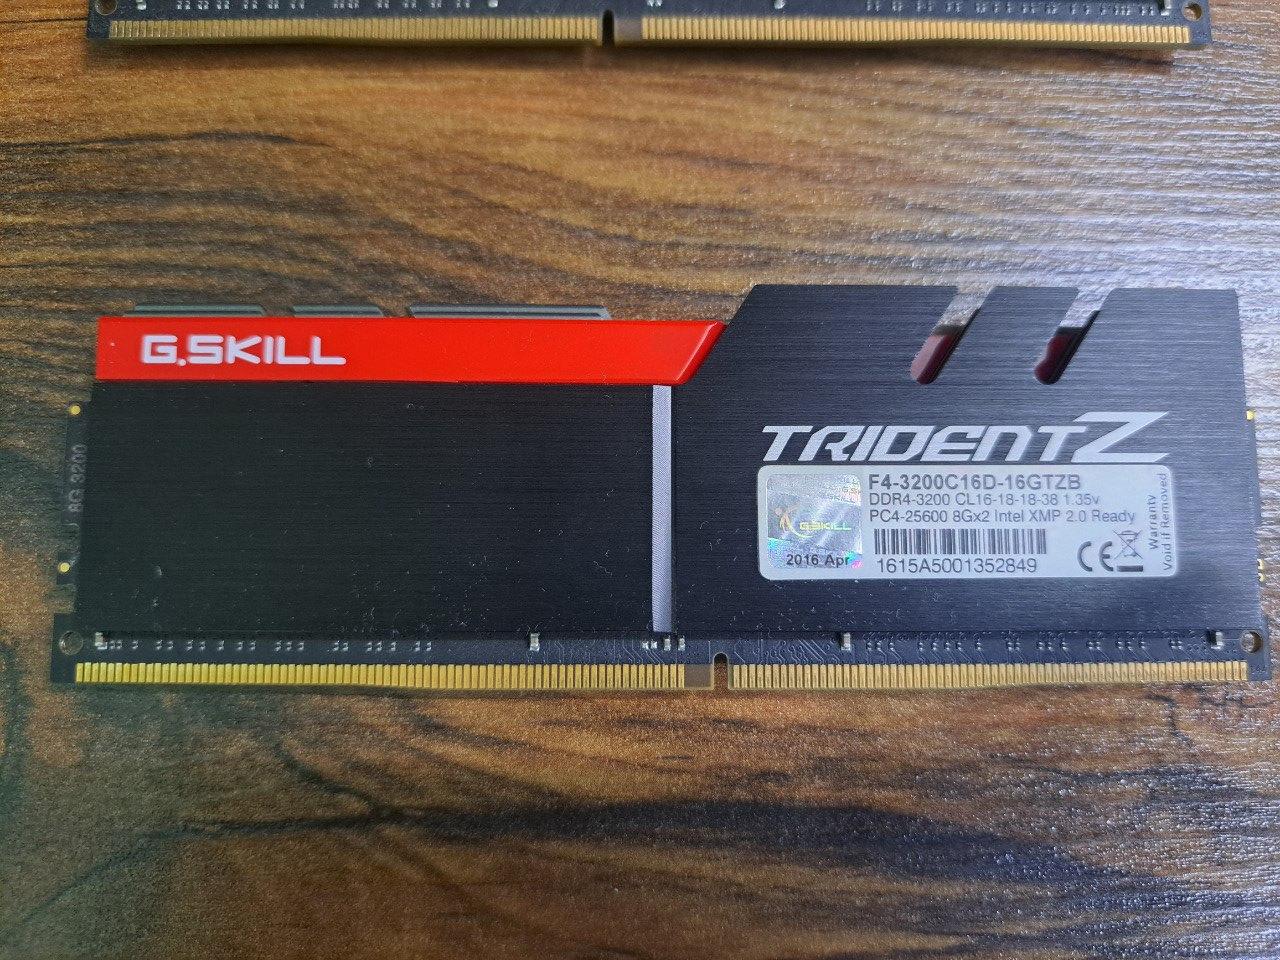 G.SKILL
TRIDENTZ
F4-3200C16D-16GTZB
DDR4-3200 CL16-18-18-38 1.35v
PC4-25600 8Gx2 Intel XMP 2.0 Ready
G.SKILL
2016 Apr
1615A5001352849
CE
Warranty
Void if Removed
8G 3200